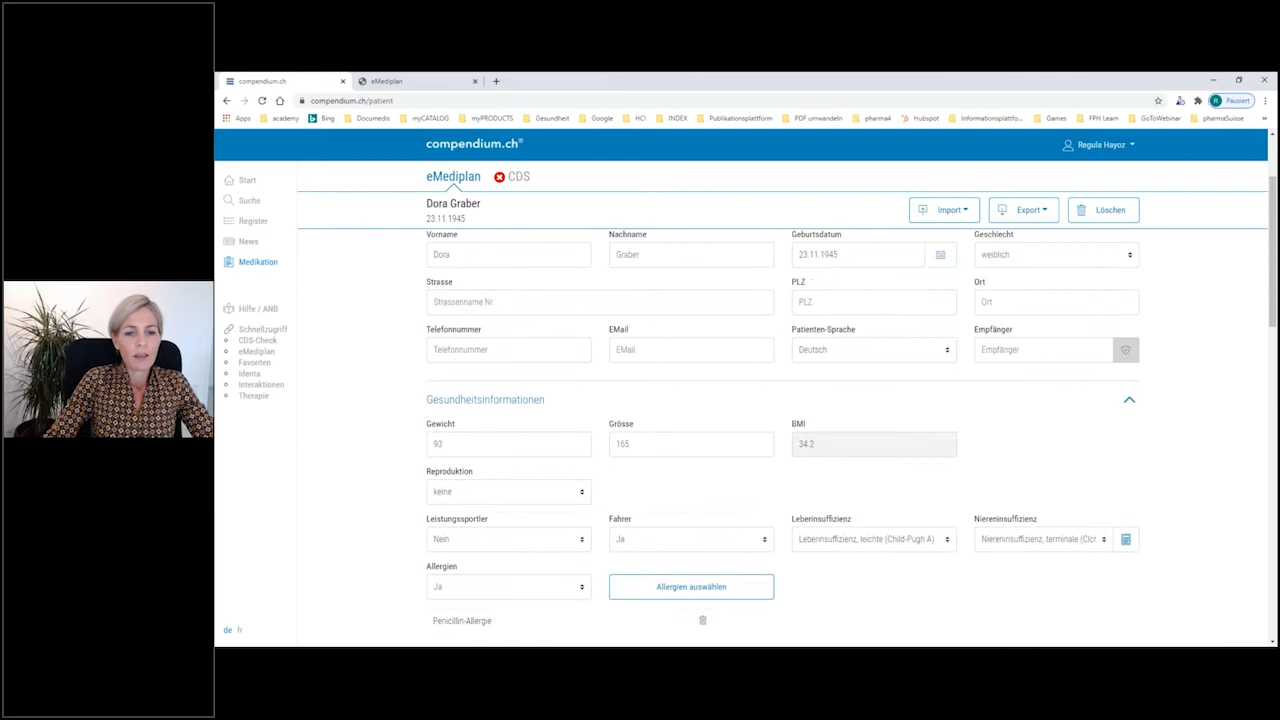 compendium.ch
eMediplan
compendium.ch/patient
Pausiert
Apps academy Bing Documedis myCATALOG myPRODUCTS Gesundheit Google HCI INDEX Publikationsplattform PDF umwandeln pharma4 Hubspot Informationsplattfo... Games FPH Learn GoToWebinar pharmaSuisse »
compendium.ch®
Regula Hayoz
Start
Suche
Register
News
Medikation
Hilfe / ANB
Schnellzugriff
CDS-Check
eMediplan
Favoriten
Identa
Interaktionen
Therapie
de fr
eMediplan CDS
Dora Graber
23.11.1945
Import Export Löschen
Vorname Nachname Geburtsdatum Geschlecht
Dora Graber 23.11.1945 weiblich
Strasse PLZ Ort
Strassenname Nr. PLZ Ort
Telefonnummer EMail Patienten-Sprache Empfänger
Telefonnummer EMail Deutsch Empfänger
Gesundheitsinformationen
Gewicht Grösse BMI
93 165 34.2
Reproduktion
keine
Leistungssportler Fahrer Leberinsuffizienz Niereninsuffizienz
Nein Ja Leberinsuffizienz, leichte (Child-Pugh A) Niereninsuffizienz, terminale (Clcr
Allergien
Ja Allergien auswählen
Penicillin-Allergie